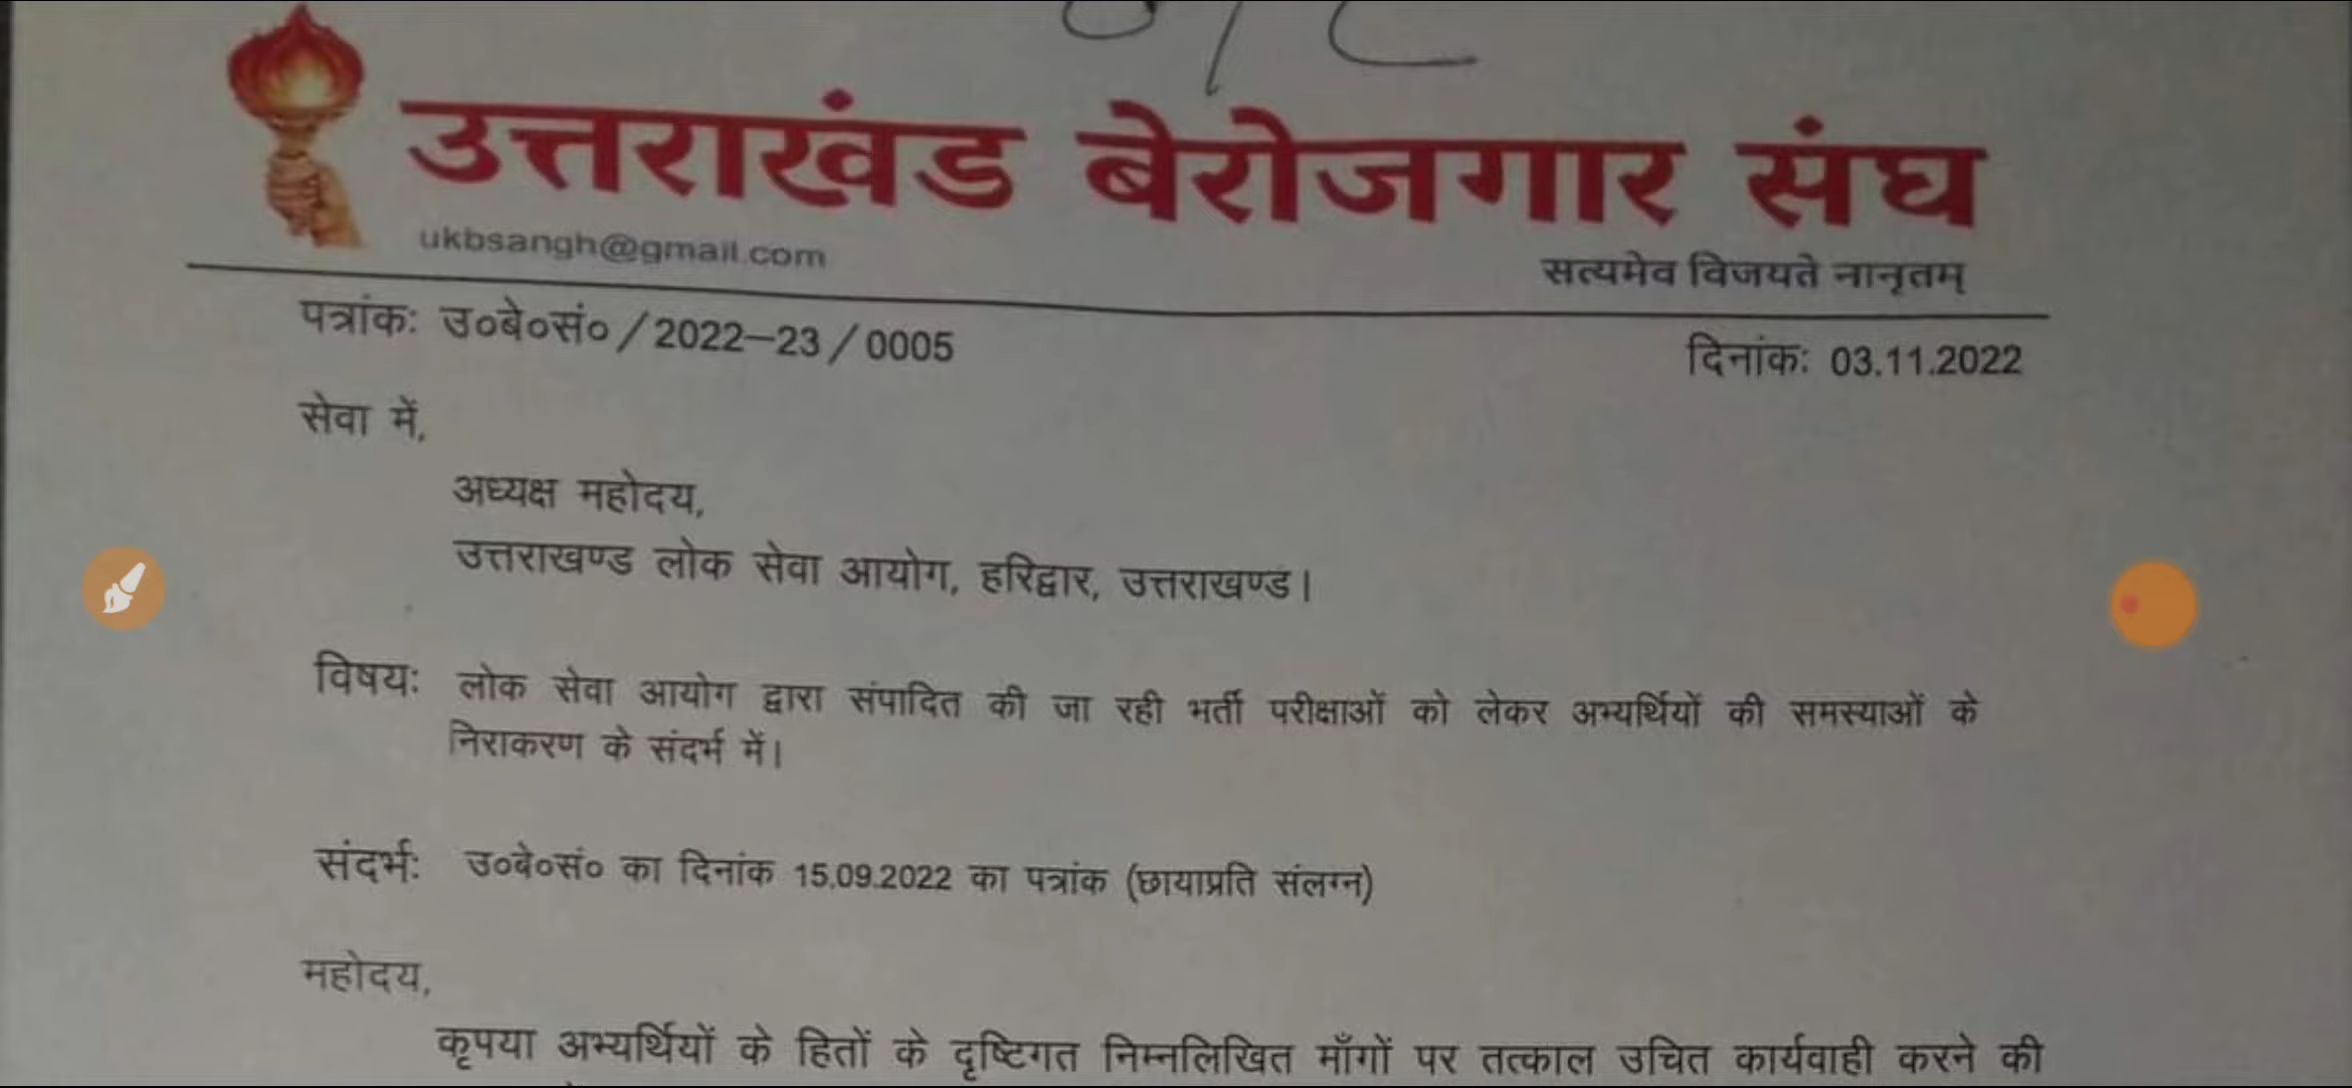 उत्तराखंड बेरोजगार संघ
ukbsangh@gmail.com
सत्यमेव विजयते नानृतम्
पत्रांकः उ०बे०सं० / 2022–23 / 0005
दिनांकः 03.11.2022
सेवा में,
अध्यक्ष महोदय,
उत्तराखण्ड लोक सेवा आयोग, हरिद्वार, उत्तराखण्ड।
विषयः लोक सेवा आयोग द्वारा संपादित की जा रही भर्ती परीक्षाओं को लेकर अभ्यर्थियों की समस्याओं के
निराकरण के संदर्भ में।
संदर्भः उ०बे०सं० का दिनांक 15.09.2022 का पत्रांक (छायाप्रति संलग्न)
महोदय,
कृपया अभ्यर्थियों के हितों के दृष्टिगत निम्नलिखित माँगों पर तत्काल उचित कार्यवाही करने की